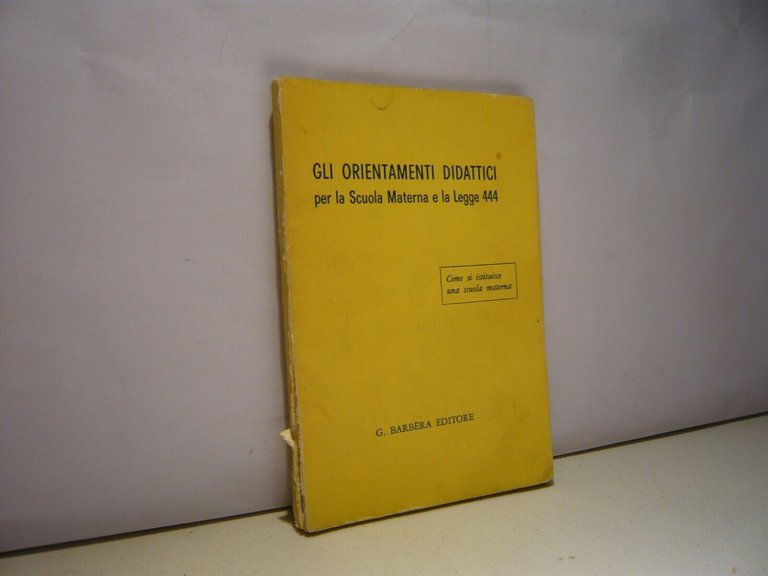 GLI ORIENTAMENTI DIDATTICI
per la Scuola Materna e la Legge 444
Come si istituisce
una scuola materna
G. BARBÈRA EDITORE